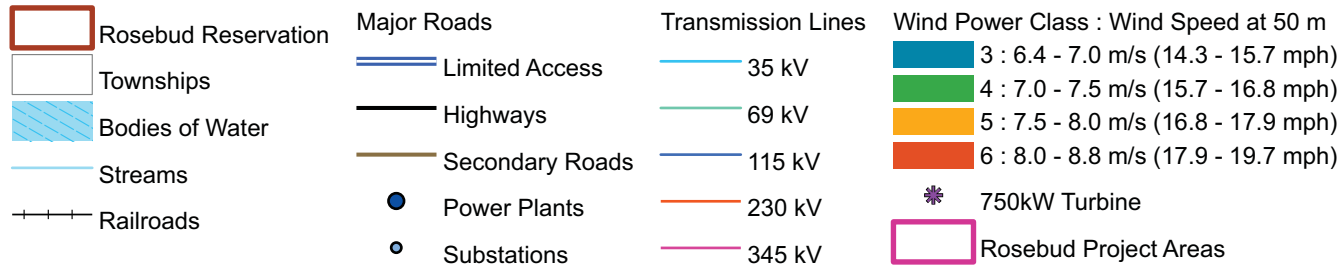 Rosebud Reservation
Townships
Bodies of Water
Streams
Railroads
Major Roads
Limited Access
Highways
Secondary Roads
Power Plants
Substations
Transmission Lines
35 kV
69 kV
115 kV
230 kV
345 kV
Wind Power Class : Wind Speed at 50 m
3 : 6.4 - 7.0 m/s (14.3 - 15.7 mph)
4 : 7.0 - 7.5 m/s (15.7 - 16.8 mph)
5 : 7.5 - 8.0 m/s (16.8 - 17.9 mph)
6 : 8.0 - 8.8 m/s (17.9 - 19.7 mph)
750kW Turbine
Rosebud Project Areas